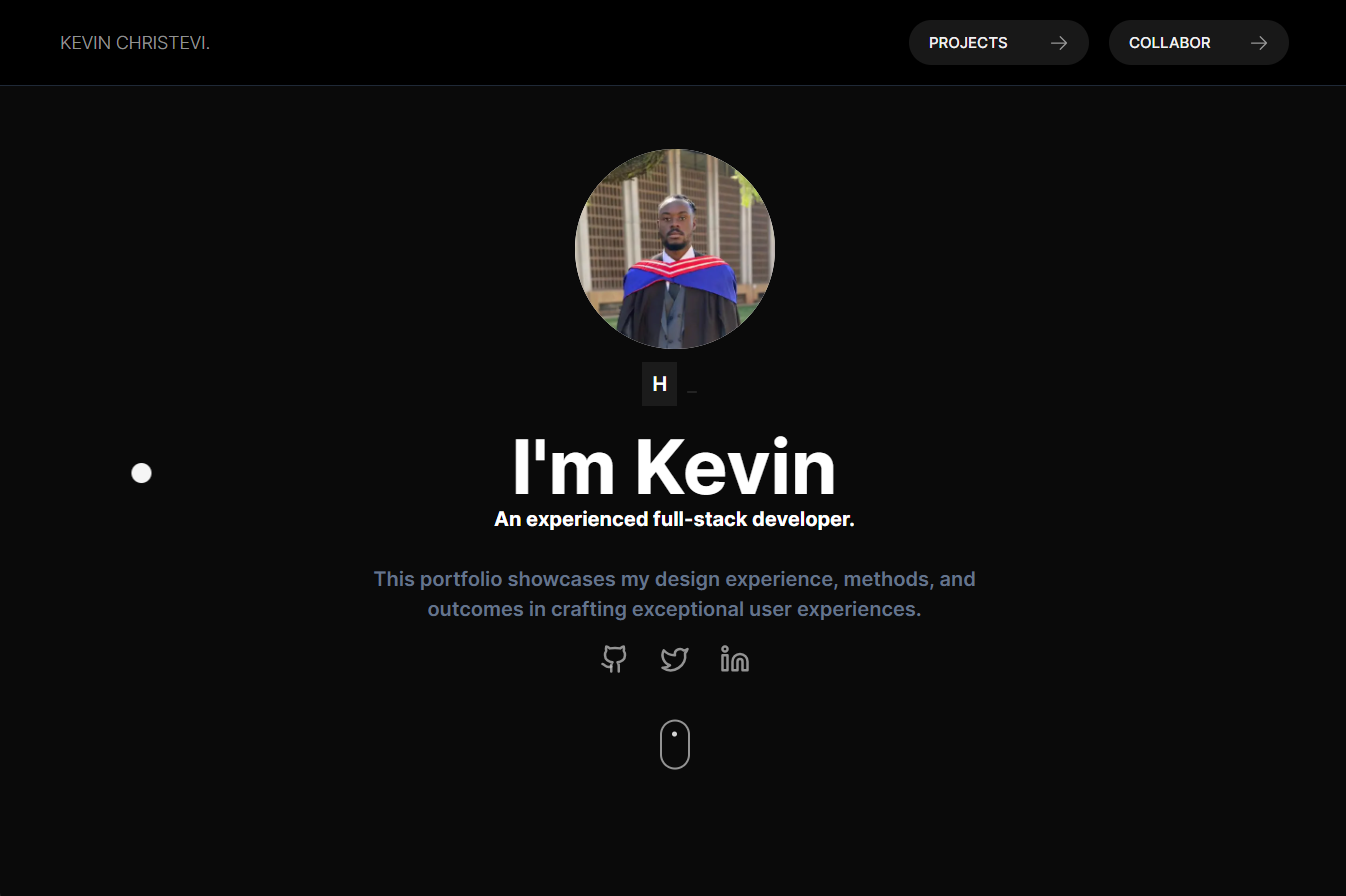 KEVIN CHRISTEVI.
PROJECTS
COLLABOR
H _
I'm Kevin
An experienced full-stack developer.
This portfolio showcases my design experience, methods, and
outcomes in crafting exceptional user experiences.